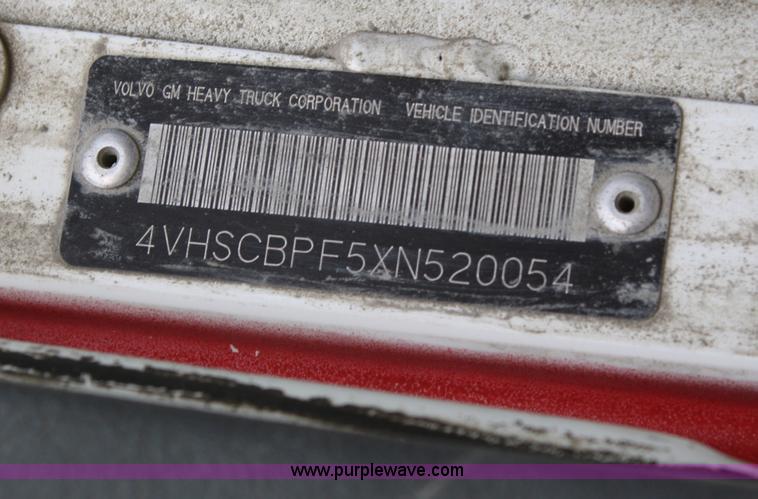 VOLVO GM HEAVY TRUCK CORPORATION VEHICLE IDENTIFICATION NUMBER
4VHSCBPF5XN520054
www.purplewave.com